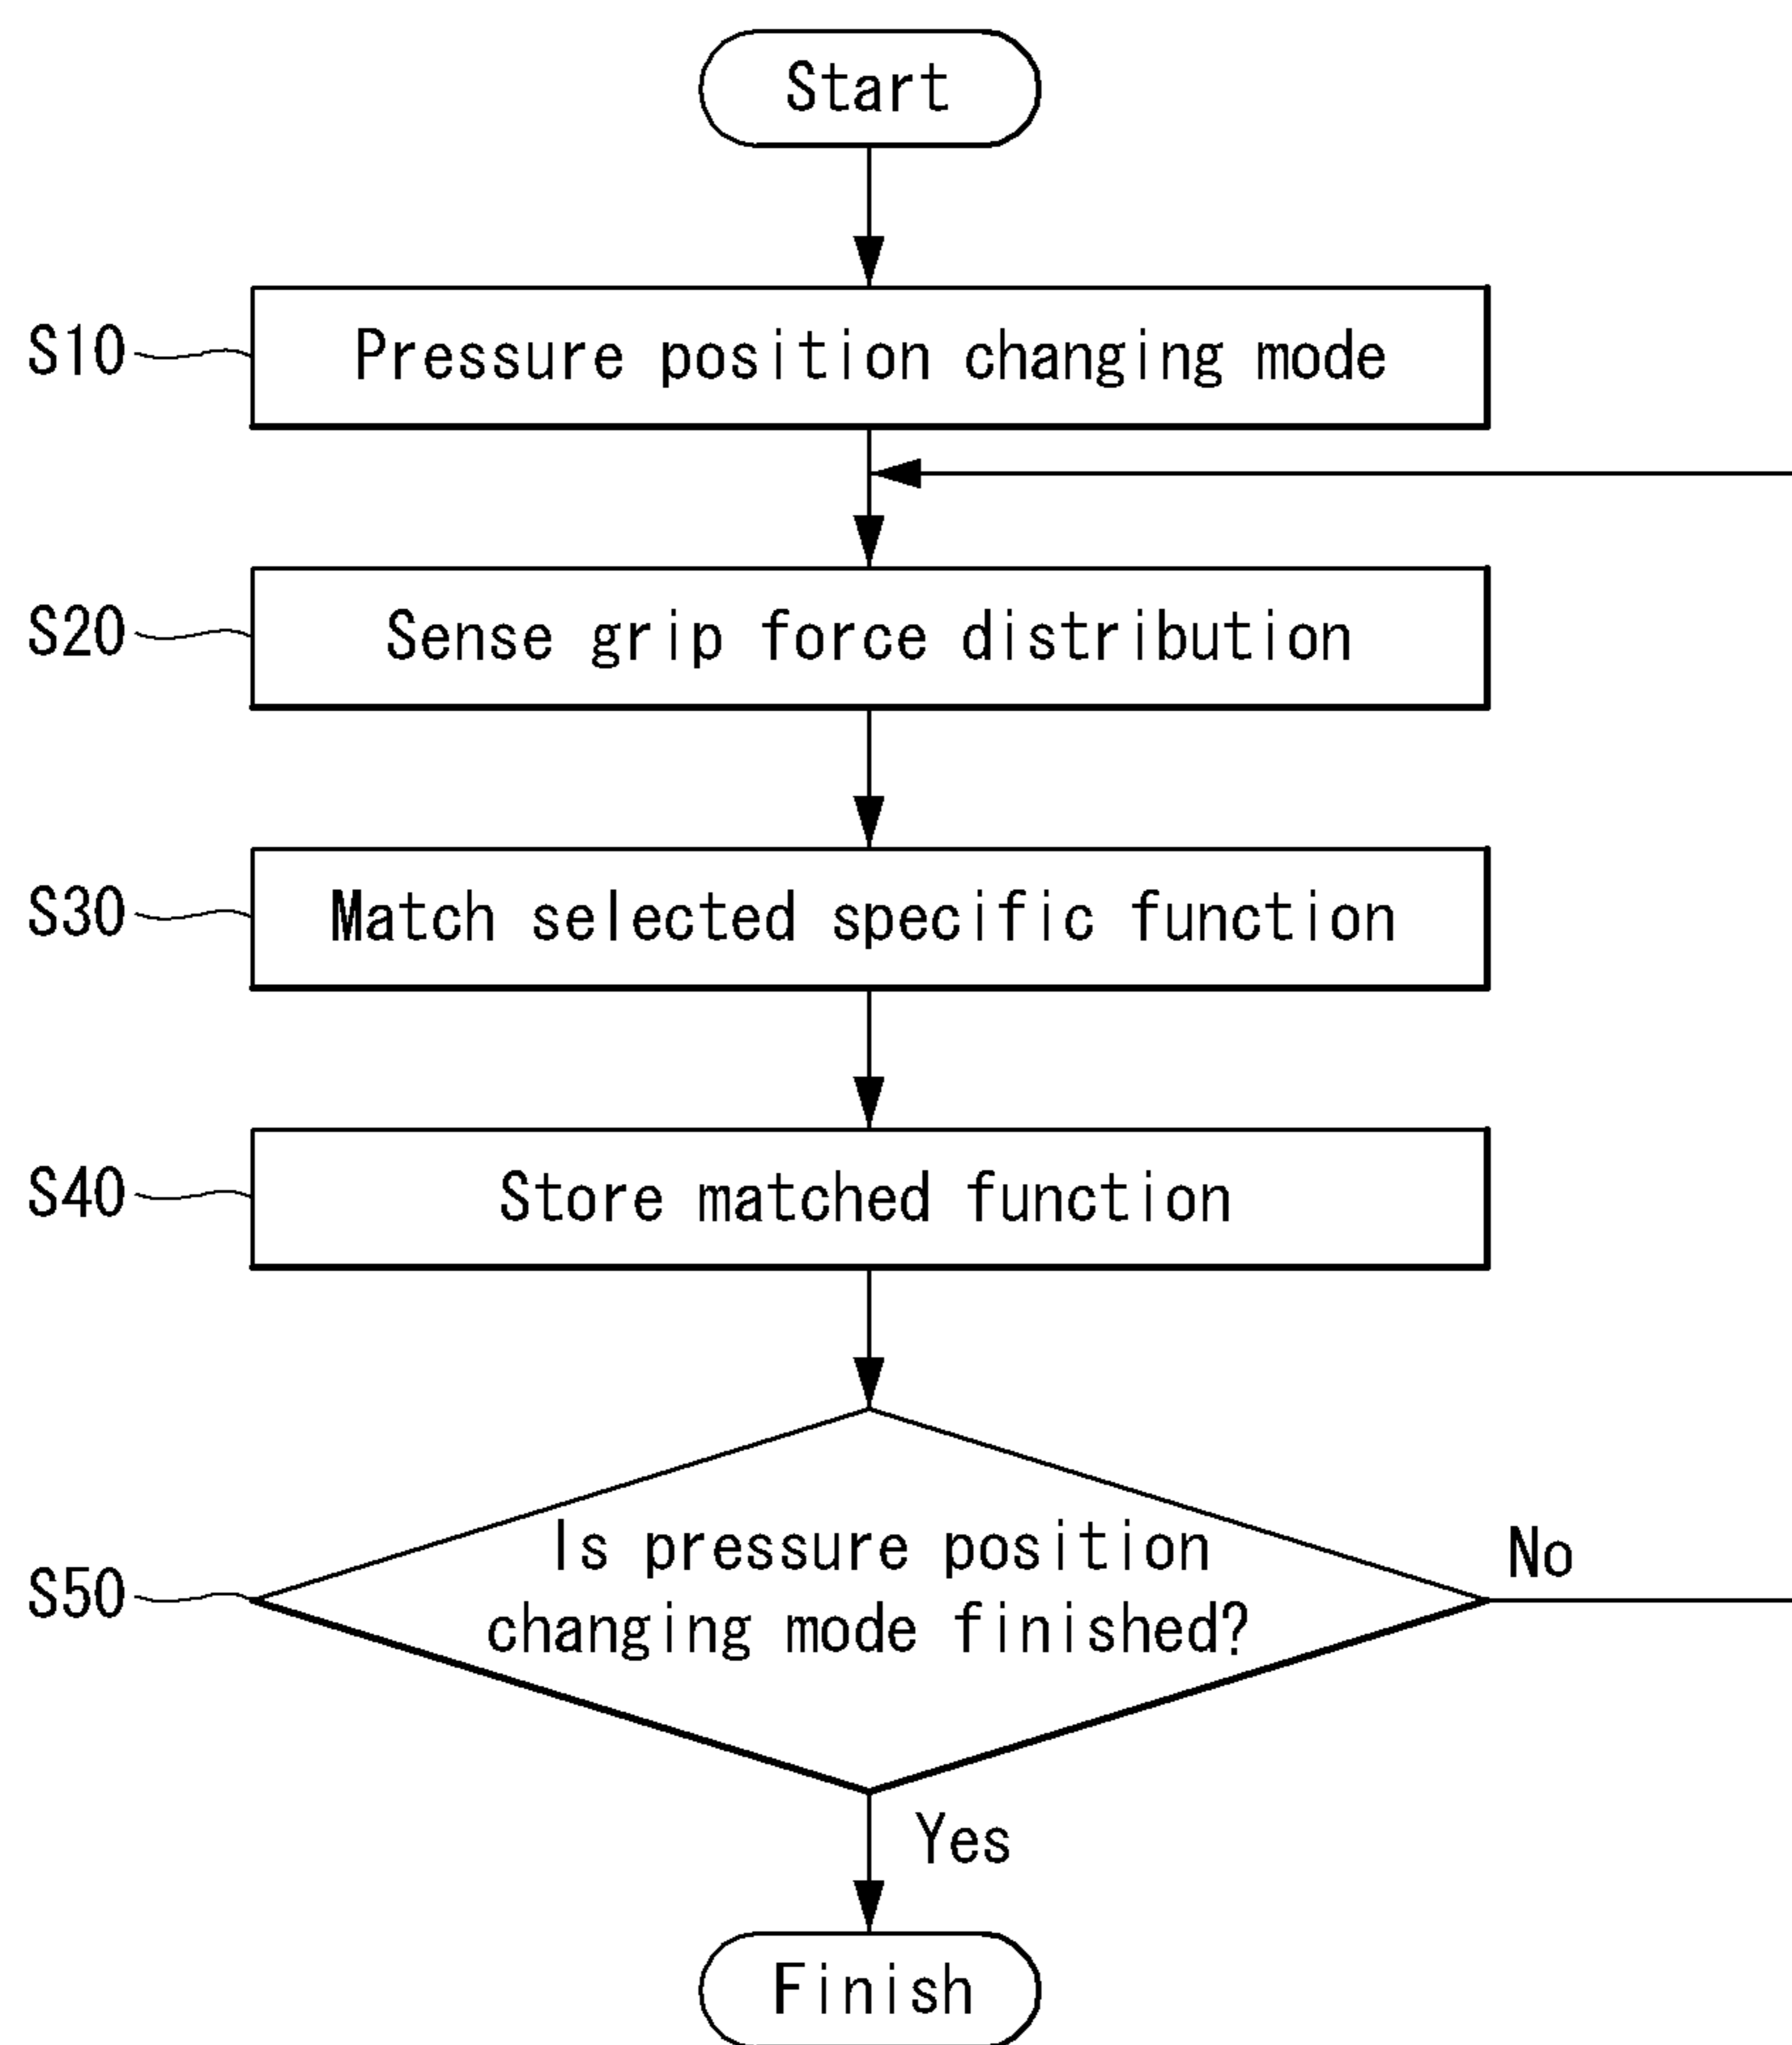 Start
S10
Pressure position changing mode
S20
Sense grip force distribution
S30
Match selected specific function
S40
Store matched function
S50
Is pressure position
changing mode finished?
No
Yes
Finish